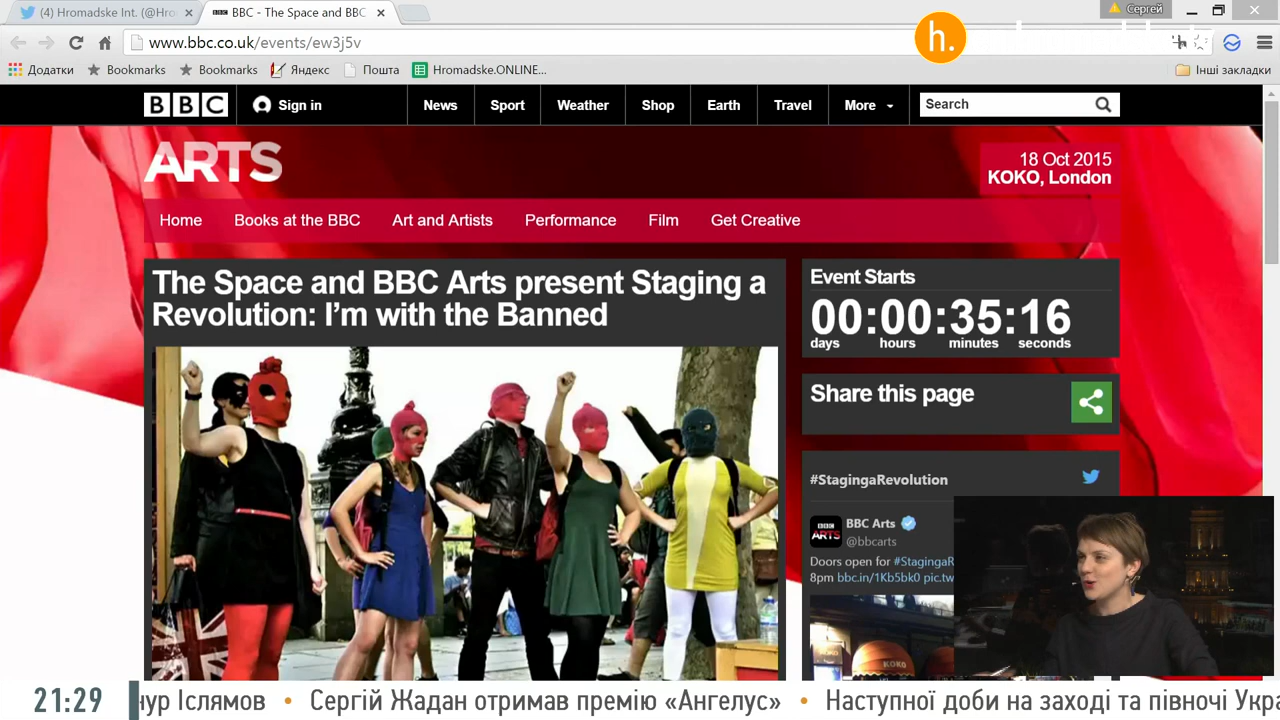 (4) Hromadske Int. (@Hro
BBC - The Space and BBC
Сергей
www.bbc.co.uk/events/ew3j5v
h.
Додатки
Bookmarks
Bookmarks
Яндекс
Пошта
Hromadske.ONLINE...
Інші закладки
BBC
Sign in
News
Sport
Weather
Shop
Earth
Travel
More
Search
ARTS
18 Oct 2015
KOKO, London
Home
Books at the BBC
Art and Artists
Performance
Film
Get Creative
The Space and BBC Arts present Staging a
Revolution: I'm with the Banned
Event Starts
00:00:35:16
days hours minutes seconds
Share this page
#StagingaRevolution
BBC ARTS
BBC Arts
@bbcarts
Doors open for #StagingaR
8pm bbc.in/1Kb5bk0 pic.tw
KOKO
21:29
нур Іслямов • Сергій Жадан отримав премію «Ангелус» • Наступної доби на заході та півночі Укра